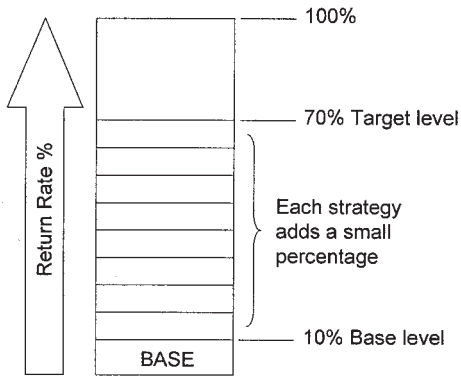 100%
70% Target level
Return Rate %
Each strategy
adds a small
percentage
10% Base level
BASE